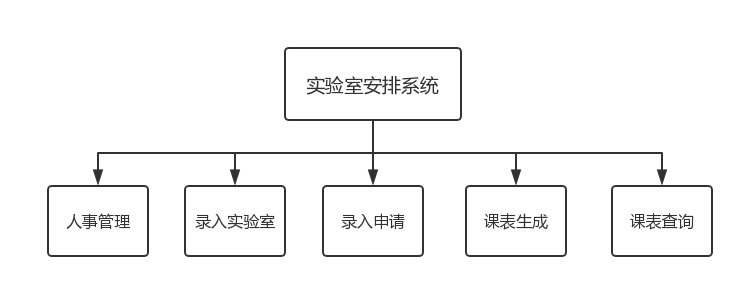 实验室安排系统
人事管理
录入实验室
录入申请
课表生成
课表查询